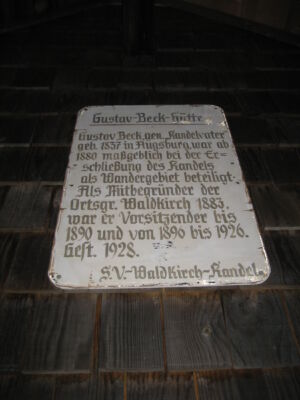 Gustav-Beck-Hütte
Gustav Beck, gen. „Kandelvater"
geb. 1857 in Augsburg, war ab
1880 maßgeblich bei der Er-
schließung des Kandels
als Wandergebiet beteiligt.
Als Mitbegründer der
Ortsgr. Waldkirch 1883,
war er Vorsitzender bis
1890 und von 1896 bis 1926.
Gest. 1928.
S.V.-Waldkirch-Kandel